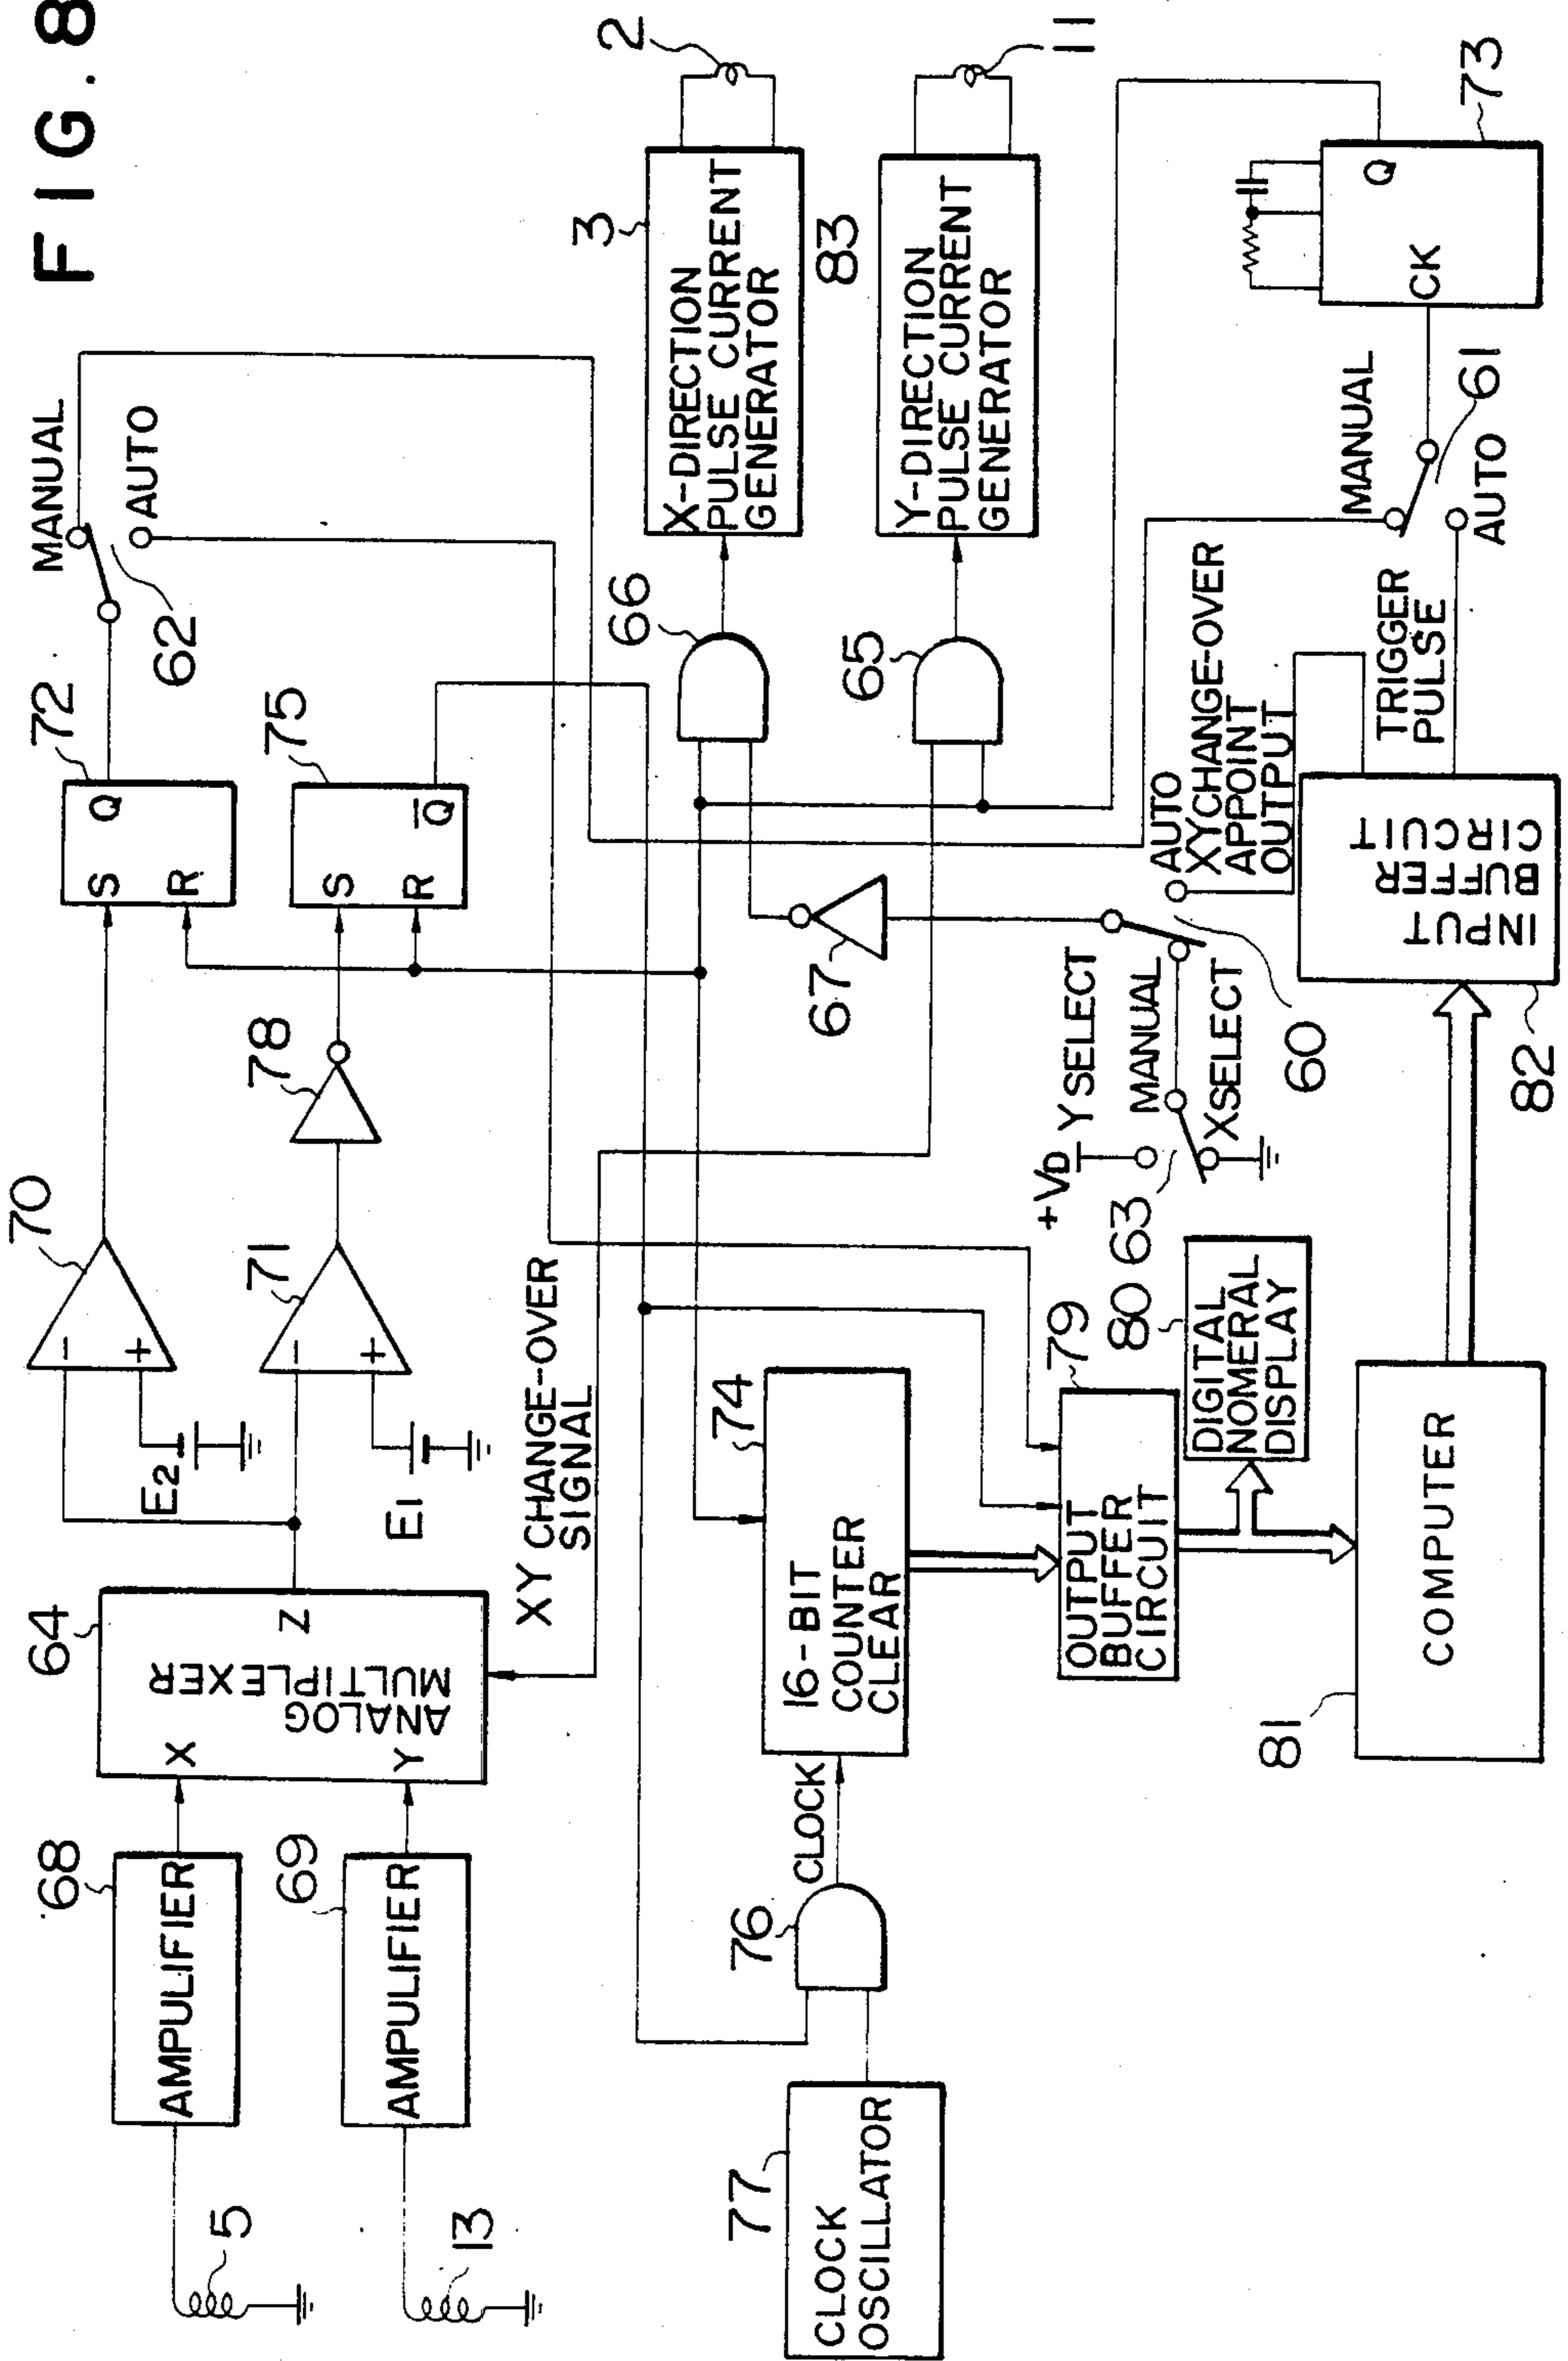 FIG. 8
68
AMPULIFIER
5
69
AMPULIFIER
13
64
X
Y
Z
ANALOG
MULTIPLEXER
E2
E1
70
-
+
71
-
+
78
72
S
Q
R
75
S
R
Q̅
MANUAL
AUTO
62
XY CHANGE-OVER
SIGNAL
77
CLOCK
OSCILLATOR
76
CLOCK
74
16-BIT
COUNTER
CLEAR
79
OUTPUT
BUFFER
CIRCUIT
80
DIGITAL
NOMERAL
DISPLAY
81
COMPUTER
82
INPUT
BUFFER
CIRCUIT
+VD
Y SELECT
MANUAL
X SELECT
63
60
67
AUTO
XY CHANGE-OVER
APPOINT
OUTPUT
TRIGGER
PULSE
66
65
3
X-DIRECTION
PULSE CURRENT
GENERATOR
2
83
Y-DIRECTION
PULSE CURRENT
GENERATOR
11
MANUAL
AUTO
61
CK
Q
73